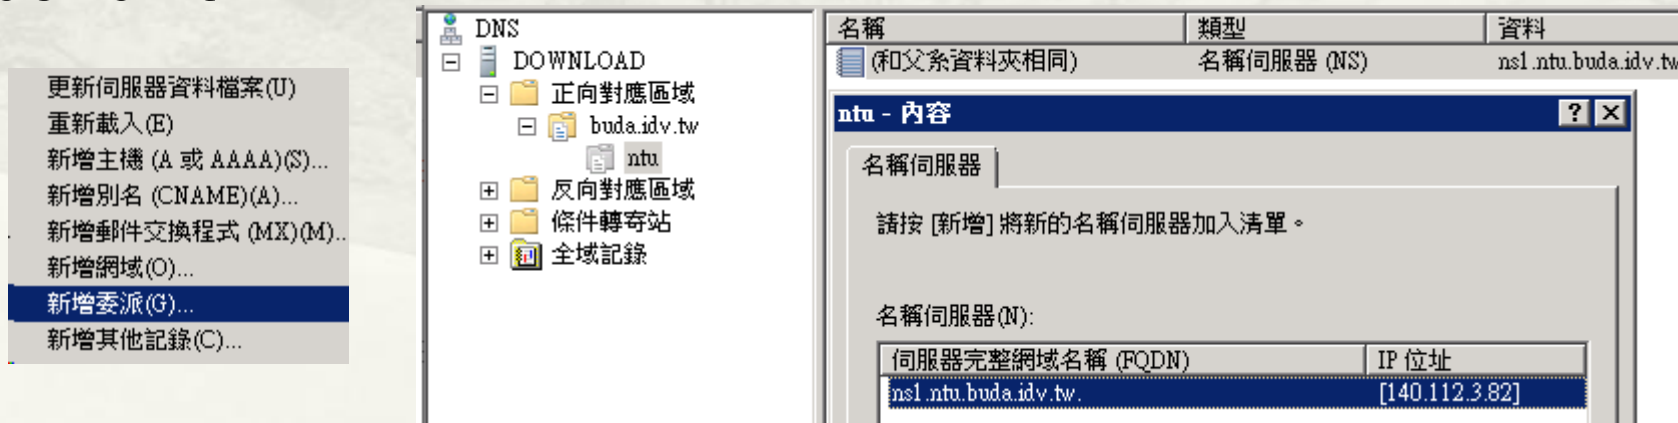 更新伺服器資料檔案(U)
重新載入(E)
新增主機 (A 或 AAAA)(S)...
新增別名 (CNAME)(A)...
新增郵件交換程式 (MX)(M)..
新增網域(O)...
新增委派(G)...
新增其他記錄(C)...
DNS
DOWNLOAD
正向對應區域
buda.idv.tw
ntu
反向對應區域
條件轉寄站
全域記錄
名稱 類型 資料
(和父系資料夾相同) 名稱伺服器 (NS) ns1.ntu.buda.idv.tw
ntu - 內容
名稱伺服器
請按 [新增] 將新的名稱伺服器加入清單。
名稱伺服器(N):
伺服器完整網域名稱 (FQDN) IP 位址
ns1.ntu.buda.idv.tw. [140.112.3.82]